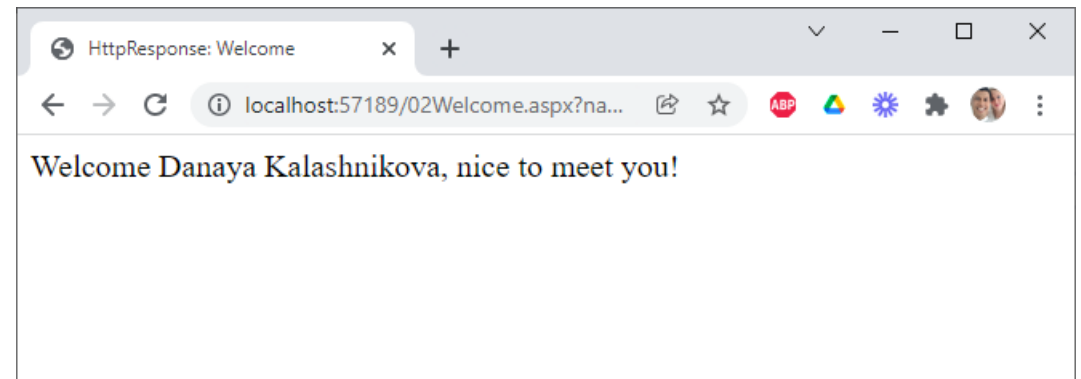 HttpResponse: Welcome
localhost:57189/02Welcome.aspx?na...
ABP
Welcome Danaya Kalashnikova, nice to meet you!